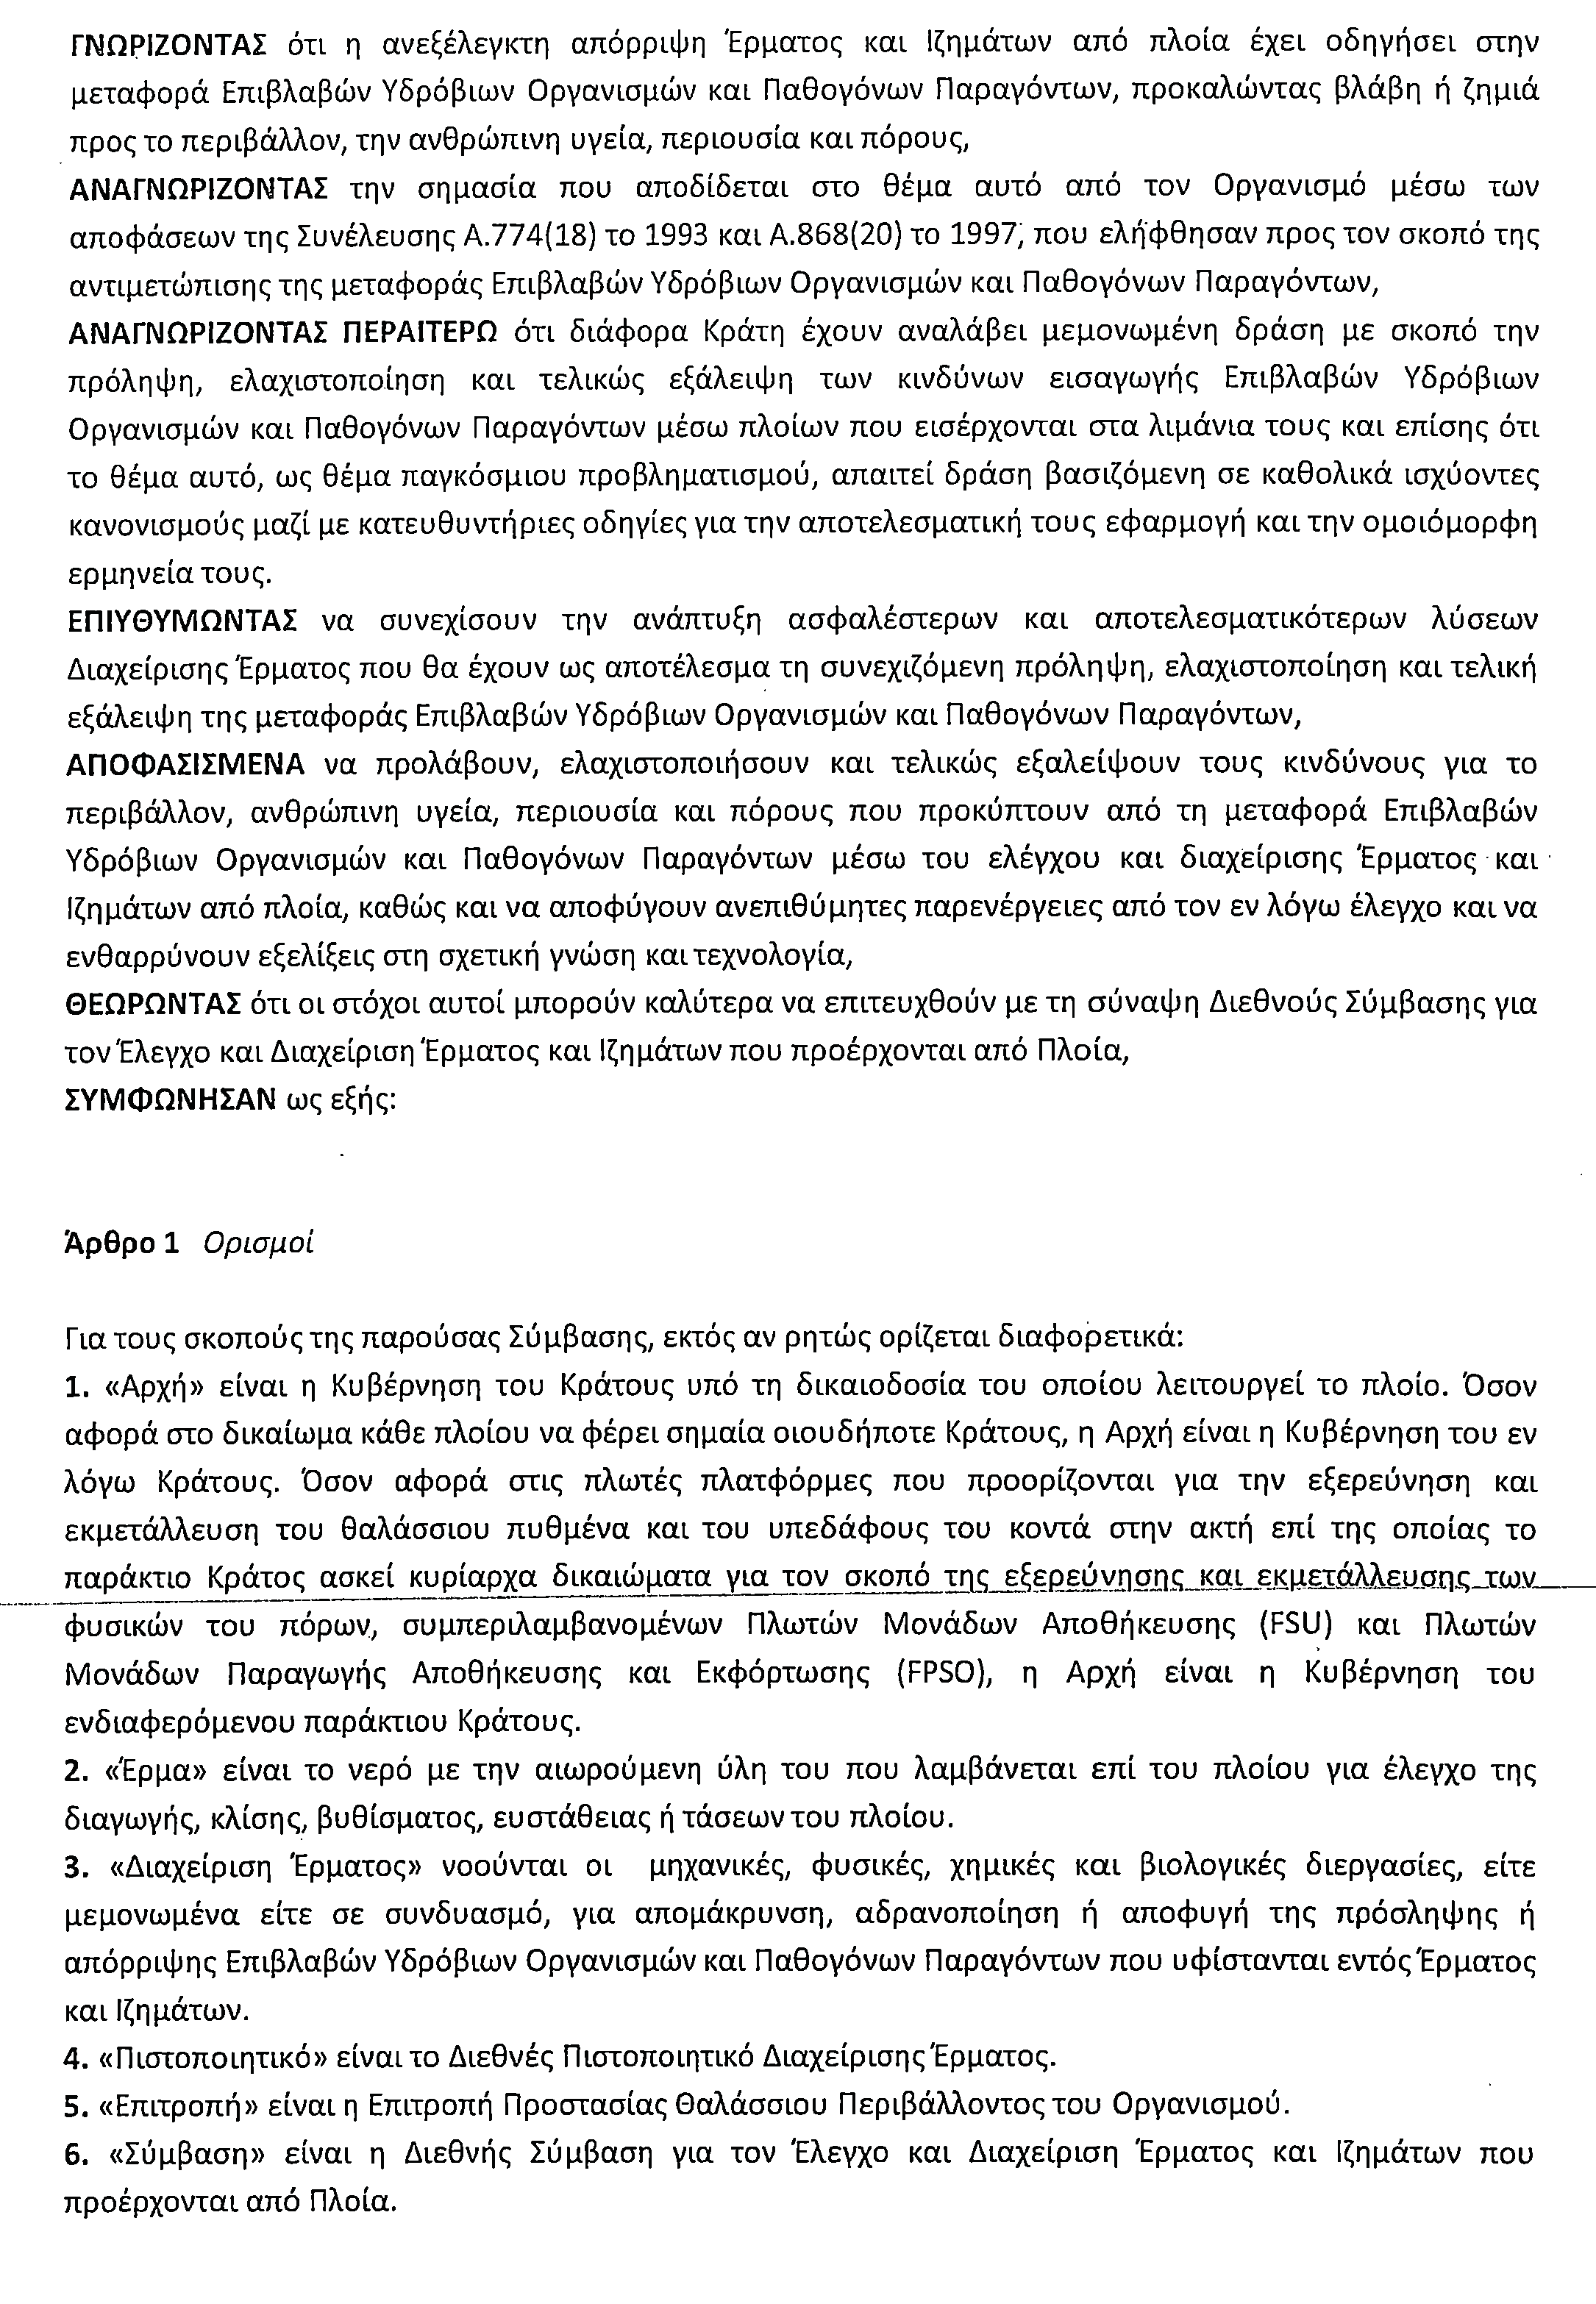 ΓΝΩΡΙΖΟΝΤΑΣ ότι η ανεξέλεγκτη απόρριψη Έρματος και Ιζημάτων από πλοία έχει οδηγήσει στην
μεταφορά Επιβλαβών Υδρόβιων Οργανισμών και Παθογόνων Παραγόντων, προκαλώντας βλάβη ή ζημιά
προς το περιβάλλον, την ανθρώπινη υγεία, περιουσία και πόρους,
ΑΝΑΓΝΩΡΙΖΟΝΤΑΣ την σημασία που αποδίδεται στο θέμα αυτό από τον Οργανισμό μέσω των
αποφάσεων της Συνέλευσης Α.774(18) το 1993 και Α.868(20) το 1997, που ελήφθησαν προς τον σκοπό της
αντιμετώπισης της μεταφοράς Επιβλαβών Υδρόβιων Οργανισμών και Παθογόνων Παραγόντων,
ΑΝΑΓΝΩΡΙΖΟΝΤΑΣ ΠΕΡΑΙΤΕΡΩ ότι διάφορα Κράτη έχουν αναλάβει μεμονωμένη δράση με σκοπό την
πρόληψη, ελαχιστοποίηση και τελικώς εξάλειψη των κινδύνων εισαγωγής Επιβλαβών Υδρόβιων
Οργανισμών και Παθογόνων Παραγόντων μέσω πλοίων που εισέρχονται στα λιμάνια τους και επίσης ότι
το θέμα αυτό, ως θέμα παγκόσμιου προβληματισμού, απαιτεί δράση βασιζόμενη σε καθολικά ισχύοντες
κανονισμούς μαζί με κατευθυντήριες οδηγίες για την αποτελεσματική τους εφαρμογή και την ομοιόμορφη
ερμηνεία τους.
ΕΠΙΥΘΥΜΩΝΤΑΣ να συνεχίσουν την ανάπτυξη ασφαλέστερων και αποτελεσματικότερων λύσεων
Διαχείρισης Έρματος που θα έχουν ως αποτέλεσμα τη συνεχιζόμενη πρόληψη, ελαχιστοποίηση και τελική
εξάλειψη της μεταφοράς Επιβλαβών Υδρόβιων Οργανισμών και Παθογόνων Παραγόντων,
ΑΠΟΦΑΣΙΣΜΕΝΑ να προλάβουν, ελαχιστοποιήσουν και τελικώς εξαλείψουν τους κινδύνους για το
περιβάλλον, ανθρώπινη υγεία, περιουσία και πόρους που προκύπτουν από τη μεταφορά Επιβλαβών
Υδρόβιων Οργανισμών και Παθογόνων Παραγόντων μέσω του ελέγχου και διαχείρισης Έρματος και
Ιζημάτων από πλοία, καθώς και να αποφύγουν ανεπιθύμητες παρενέργειες από τον εν λόγω έλεγχο και να
ενθαρρύνουν εξελίξεις στη σχετική γνώση και τεχνολογία,
ΘΕΩΡΩΝΤΑΣ ότι οι στόχοι αυτοί μπορούν καλύτερα να επιτευχθούν με τη σύναψη Διεθνούς Σύμβασης για
τον Έλεγχο και Διαχείριση Έρματος και Ιζημάτων που προέρχονται από Πλοία,
ΣΥΜΦΩΝΗΣΑΝ ως εξής:
Άρθρο 1 Ορισμοί
Για τους σκοπούς της παρούσας Σύμβασης, εκτός αν ρητώς ορίζεται διαφορετικά:
1. «Αρχή» είναι η Κυβέρνηση του Κράτους υπό τη δικαιοδοσία του οποίου λειτουργεί το πλοίο. Όσον
αφορά στο δικαίωμα κάθε πλοίου να φέρει σημαία οιουδήποτε Κράτους, η Αρχή είναι η Κυβέρνηση του εν
λόγω Κράτους. Όσον αφορά στις πλωτές πλατφόρμες που προορίζονται για την εξερεύνηση και
εκμετάλλευση του θαλάσσιου πυθμένα και του υπεδάφους του κοντά στην ακτή επί της οποίας το
παράκτιο Κράτος ασκεί κυρίαρχα δικαιώματα για τον σκοπό της εξερεύνησης και εκμετάλλευσης των
φυσικών του πόρων, συμπεριλαμβανομένων Πλωτών Μονάδων Αποθήκευσης (FSU) και Πλωτών
Μονάδων Παραγωγής Αποθήκευσης και Εκφόρτωσης (FPSO), η Αρχή είναι η Κυβέρνηση του
ενδιαφερόμενου παράκτιου Κράτους.
2. «Έρμα» είναι το νερό με την αιωρούμενη ύλη του που λαμβάνεται επί του πλοίου για έλεγχο της
διαγωγής, κλίσης, βυθίσματος, ευστάθειας ή τάσεων του πλοίου.
3. «Διαχείριση Έρματος» νοούνται οι μηχανικές, φυσικές, χημικές και βιολογικές διεργασίες, είτε
μεμονωμένα είτε σε συνδυασμό, για απομάκρυνση, αδρανοποίηση ή αποφυγή της πρόσληψης ή
απόρριψης Επιβλαβών Υδρόβιων Οργανισμών και Παθογόνων Παραγόντων που υφίστανται εντός Έρματος
και Ιζημάτων.
4. «Πιστοποιητικό» είναι το Διεθνές Πιστοποιητικό Διαχείρισης Έρματος.
5. «Επιτροπή» είναι η Επιτροπή Προστασίας Θαλάσσιου Περιβάλλοντος του Οργανισμού.
6. «Σύμβαση» είναι η Διεθνής Σύμβαση για τον Έλεγχο και Διαχείριση Έρματος και Ιζημάτων που
προέρχονται από Πλοία.